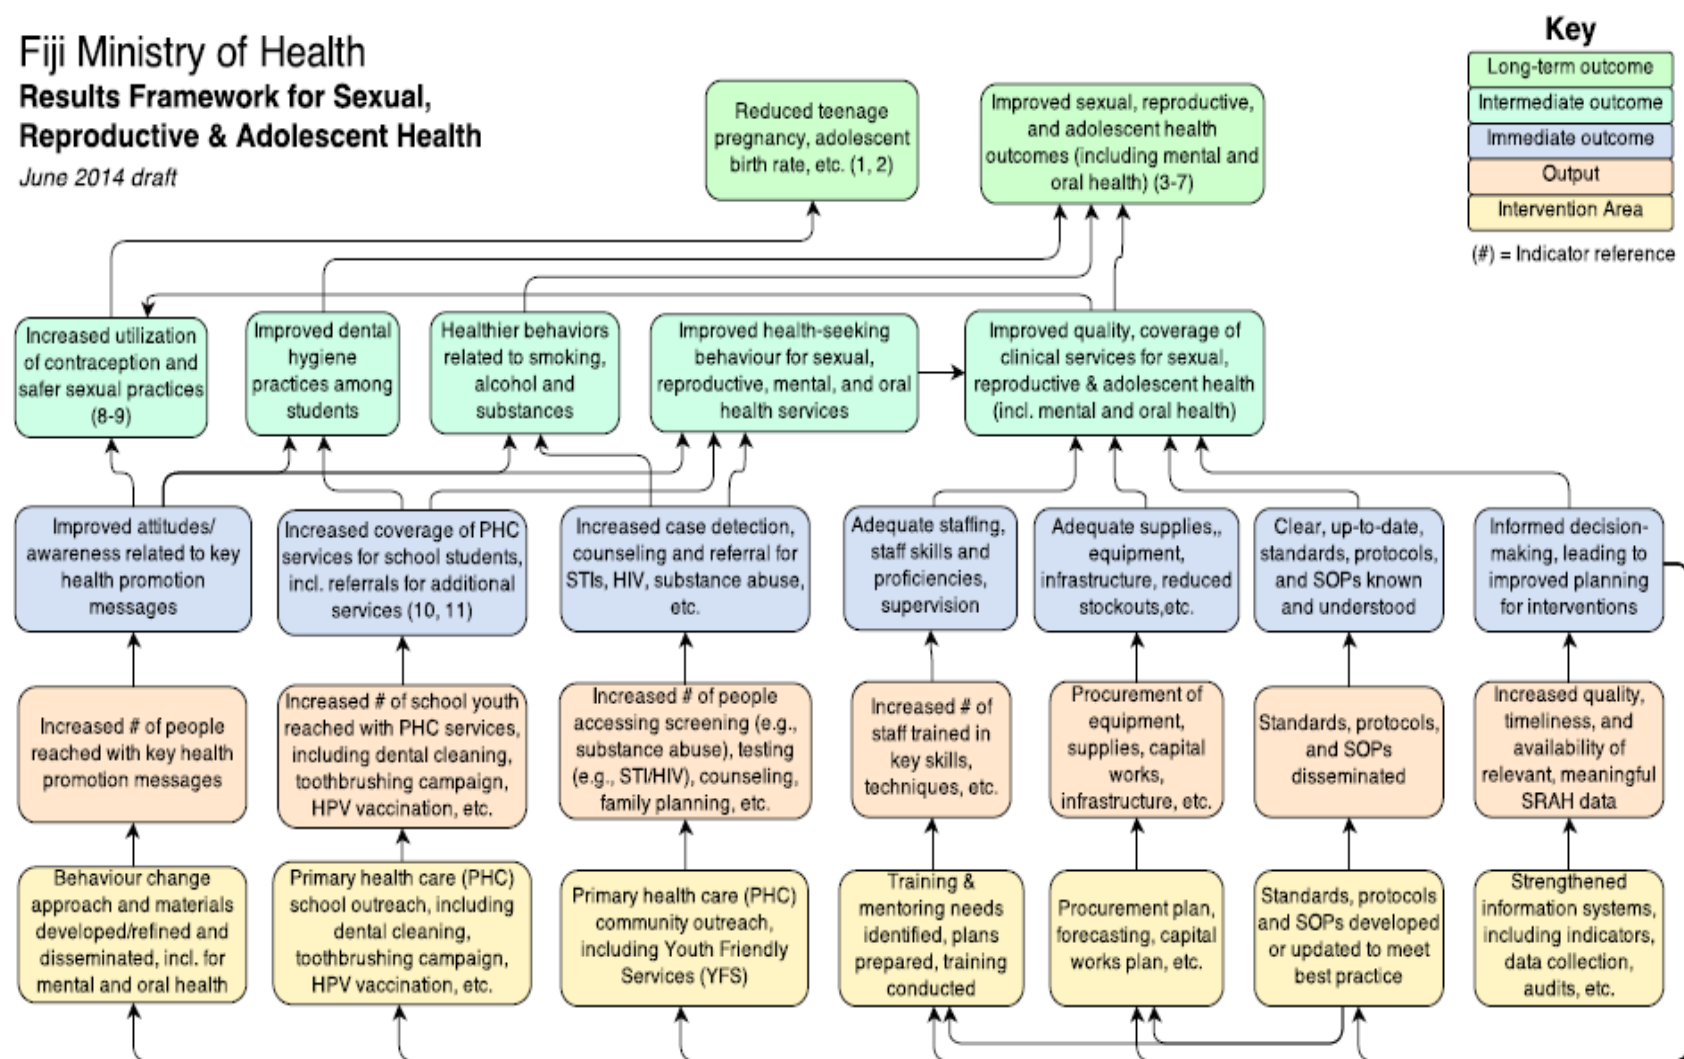 Fiji Ministry of Health
Results Framework for Sexual,
Reproductive & Adolescent Health
June 2014 draft
Key
Long-term outcome
Intermediate outcome
Immediate outcome
Output
Intervention Area
(#) = Indicator reference
Reduced teenage
pregnancy, adolescent
birth rate, etc. (1, 2)
Improved sexual, reproductive,
and adolescent health
outcomes (including mental and
oral health) (3-7)
Increased utilization
of contraception and
safer sexual practices
(8-9)
Improved dental
hygiene
practices among
students
Healthier behaviors
related to smoking,
alcohol and
substances
Improved health-seeking
behaviour for sexual,
reproductive, mental, and oral
health services
Improved quality, coverage of
clinical services for sexual,
reproductive & adolescent health
(incl. mental and oral health)
Improved attitudes/
awareness related to key
health promotion
messages
Increased coverage of PHC
services for school students,
incl. referrals for additional
services (10, 11)
Increased case detection,
counseling and referral for
STIs, HIV, substance abuse,
etc.
Adequate staffing,
staff skills and
proficiencies,
supervision
Adequate supplies,,
equipment,
infrastructure, reduced
stockouts,etc.
Clear, up-to-date,
standards, protocols,
and SOPs known
and understood
Informed decision-
making, leading to
improved planning
for interventions
Increased # of people
reached with key health
promotion messages
Increased # of school youth
reached with PHC services,
including dental cleaning,
toothbrushing campaign,
HPV vaccination, etc.
Increased # of people
accessing screening (e.g.,
substance abuse), testing
(e.g., STI/HIV), counseling,
family planning, etc.
Increased # of
staff trained in
key skills,
techniques, etc.
Procurement of
equipment,
supplies, capital
works,
infrastructure, etc.
Standards, protocols,
and SOPs
disseminated
Increased quality,
timeliness, and
availability of
relevant, meaningful
SRAH data
Behaviour change
approach and materials
developed/refined and
disseminated, incl. for
mental and oral health
Primary health care (PHC)
school outreach, including
dental cleaning,
toothbrushing campaign,
HPV vaccination, etc.
Primary health care (PHC)
community outreach,
including Youth Friendly
Services (YFS)
Training &
mentoring needs
identified, plans
prepared, training
conducted
Procurement plan,
forecasting, capital
works plan, etc.
Standards, protocols
and SOPs developed
or updated to meet
best practice
Strengthened
information systems,
including indicators,
data collection,
audits, etc.